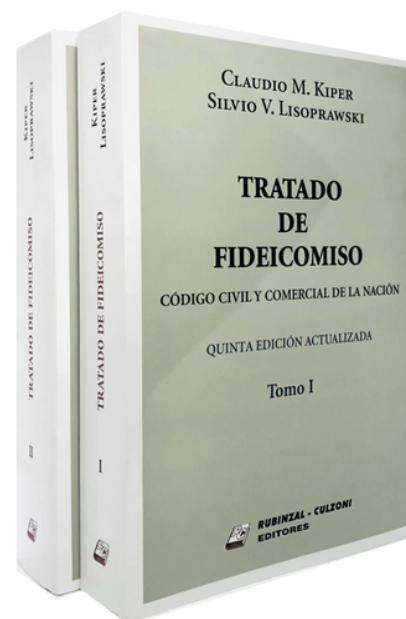 KIPER
LISOPRAWSKI
TRATADO DE FIDEICOMISO
II
KIPER
LISOPRAWSKI
TRATADO DE FIDEICOMISO
I
CLAUDIO M. KIPER
SILVIO V. LISOPRAWSKI
TRATADO
DE
FIDEICOMISO
CÓDIGO CIVIL Y COMERCIAL DE LA NACIÓN
QUINTA EDICIÓN ACTUALIZADA
Tomo I
RUBINZAL - CULZONI
EDITORES